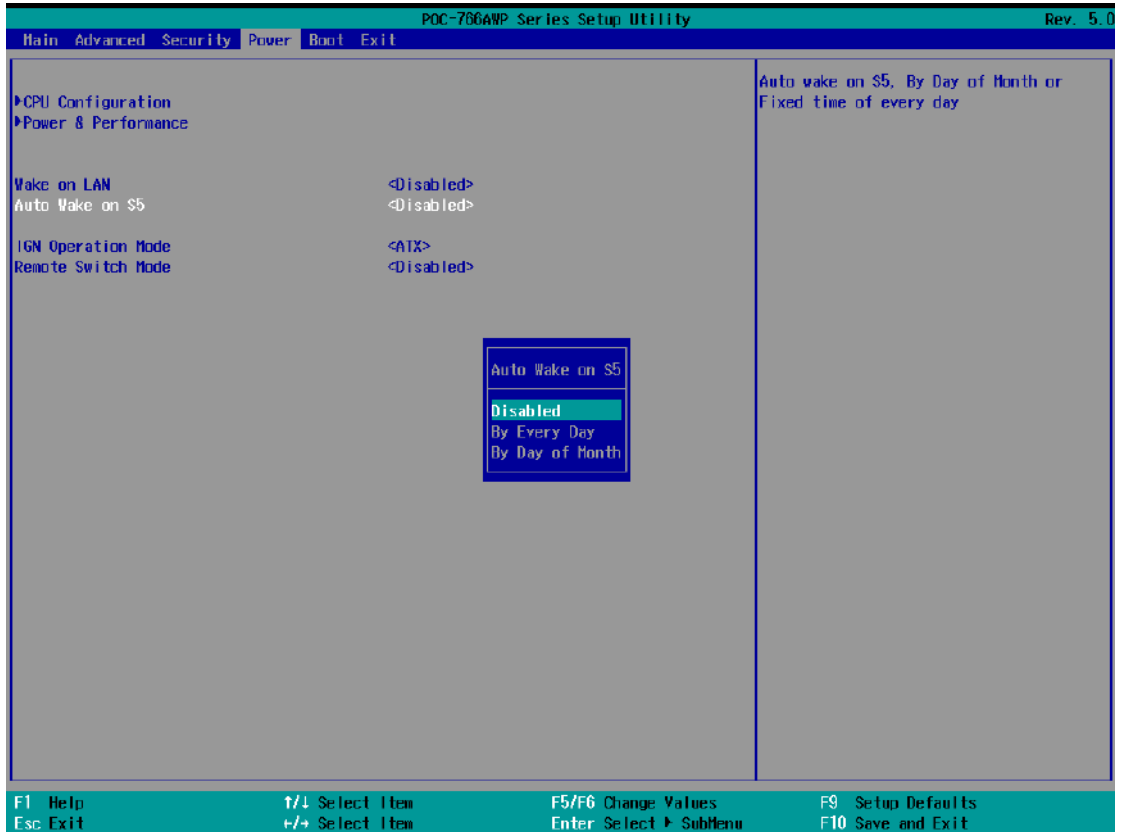 POC-766AWP Series Setup Utility Rev. 5.0
Main Advanced Security Power Boot Exit
Auto wake on S5, By Day of Month or
Fixed time of every day
▶CPU Configuration
▶Power & Performance
Wake on LAN <Disabled>
Auto Wake on S5 <Disabled>
IGN Operation Mode <ATX>
Remote Switch Mode <Disabled>
Auto Wake on S5
Disabled
By Every Day
By Day of Month
F1 Help ↑/↓ Select Item F5/F6 Change Values F9 Setup Defaults
Esc Exit ←/→ Select Item Enter Select ▶ SubMenu F10 Save and Exit